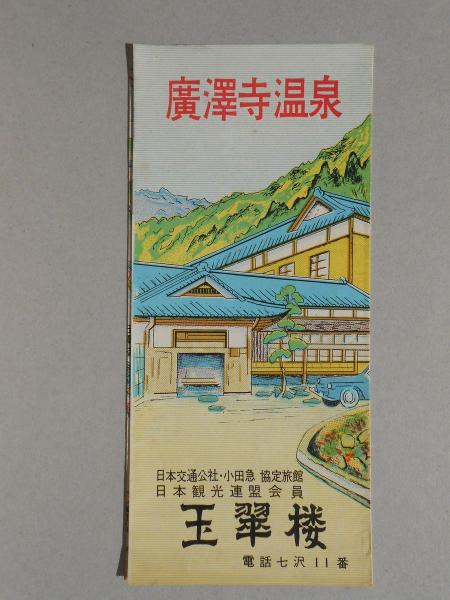 廣澤寺温泉
日本交通公社・小田急 協定旅館
日本観光連盟会員
玉翠楼
電話七沢 11番